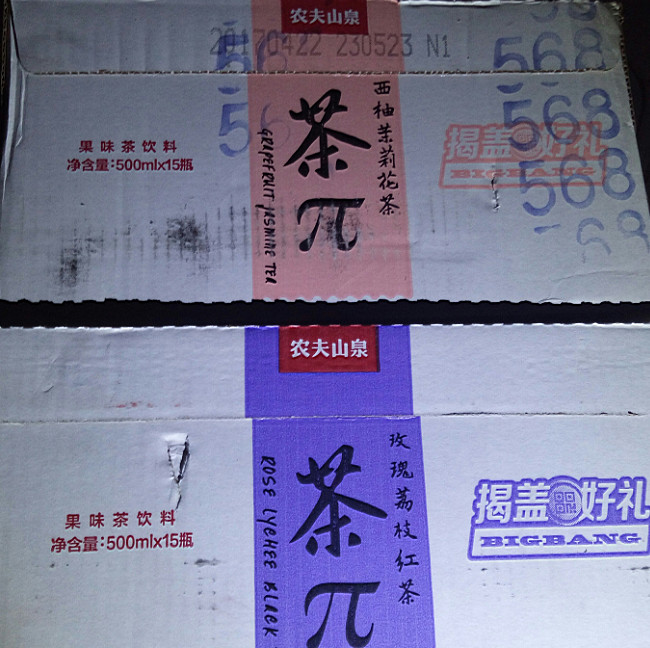 农夫山泉
20170422 230523 N1
56
568
56
568
568
568
茶π
西柚茉莉花茶
GRAPEFRUIT JASMINE TEA
果味茶饮料
净含量:500mlx15瓶
揭盖好礼
BIGBANG
农夫山泉
茶π
玫瑰荔枝红茶
ROSE LYCHEE BLACK
果味茶饮料
净含量:500mlx15瓶
揭盖好礼
BIGBANG